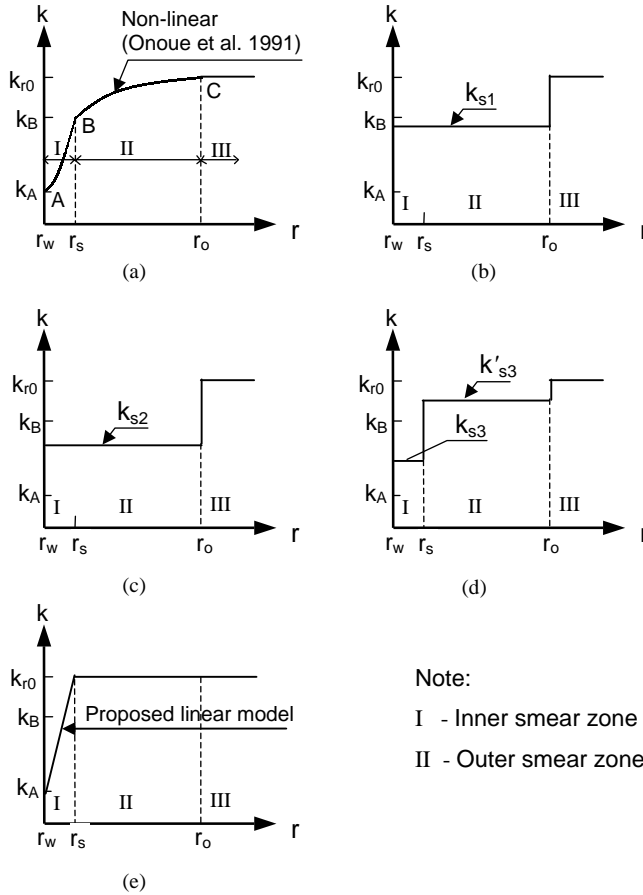 k
Non-linear
(Onoue et al. 1991)
k_r0
k_B
k_A
A
B
C
I
II
III
r_w
r_s
r_o
r
(a)
k
k_r0
k_B
k_A
k_s1
I
II
III
r_w
r_s
r_o
(b)
k
k_r0
k_B
k_A
k_s2
I
II
III
r_w
r_s
r_o
r
(c)
k
k_r0
k_B
k_A
k's3
k_s3
I
II
III
r_w
r_s
r_o
(d)
k
k_r0
k_B
k_A
Proposed linear model
I
II
III
r_w
r_s
r_o
r
(e)
Note:
I - Inner smear zone
II - Outer smear zone